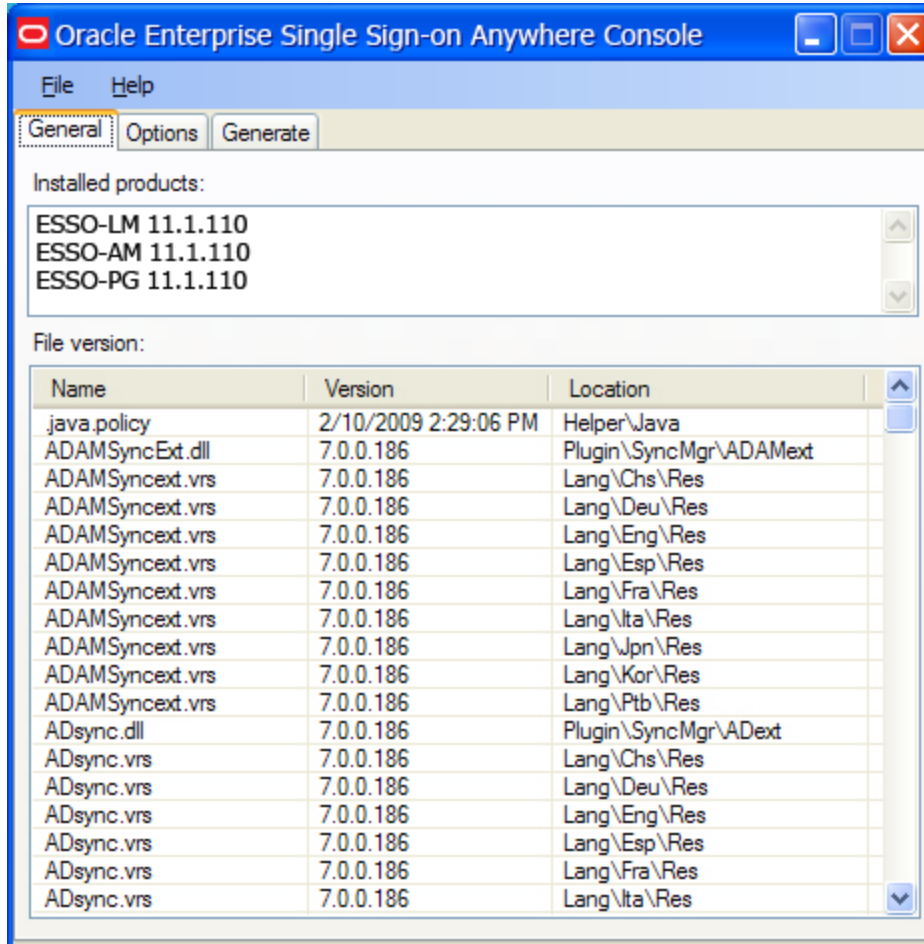 Oracle Enterprise Single Sign-on Anywhere Console
File Help
General Options Generate
Installed products:
ESSO-LM 11.1.110
ESSO-AM 11.1.110
ESSO-PG 11.1.110
File version:
Name Version Location
.java.policy 2/10/2009 2:29:06 PM Helper\Java
ADAMSyncExt.dll 7.0.0.186 Plugin\SyncMgr\ADAMext
ADAMSyncext.vrs 7.0.0.186 Lang\Chs\Res
ADAMSyncext.vrs 7.0.0.186 Lang\Deu\Res
ADAMSyncext.vrs 7.0.0.186 Lang\Eng\Res
ADAMSyncext.vrs 7.0.0.186 Lang\Esp\Res
ADAMSyncext.vrs 7.0.0.186 Lang\Fra\Res
ADAMSyncext.vrs 7.0.0.186 Lang\Ita\Res
ADAMSyncext.vrs 7.0.0.186 Lang\Jpn\Res
ADAMSyncext.vrs 7.0.0.186 Lang\Kor\Res
ADAMSyncext.vrs 7.0.0.186 Lang\Ptb\Res
ADsync.dll 7.0.0.186 Plugin\SyncMgr\ADext
ADsync.vrs 7.0.0.186 Lang\Chs\Res
ADsync.vrs 7.0.0.186 Lang\Deu\Res
ADsync.vrs 7.0.0.186 Lang\Eng\Res
ADsync.vrs 7.0.0.186 Lang\Esp\Res
ADsync.vrs 7.0.0.186 Lang\Fra\Res
ADsync.vrs 7.0.0.186 Lang\Ita\Res